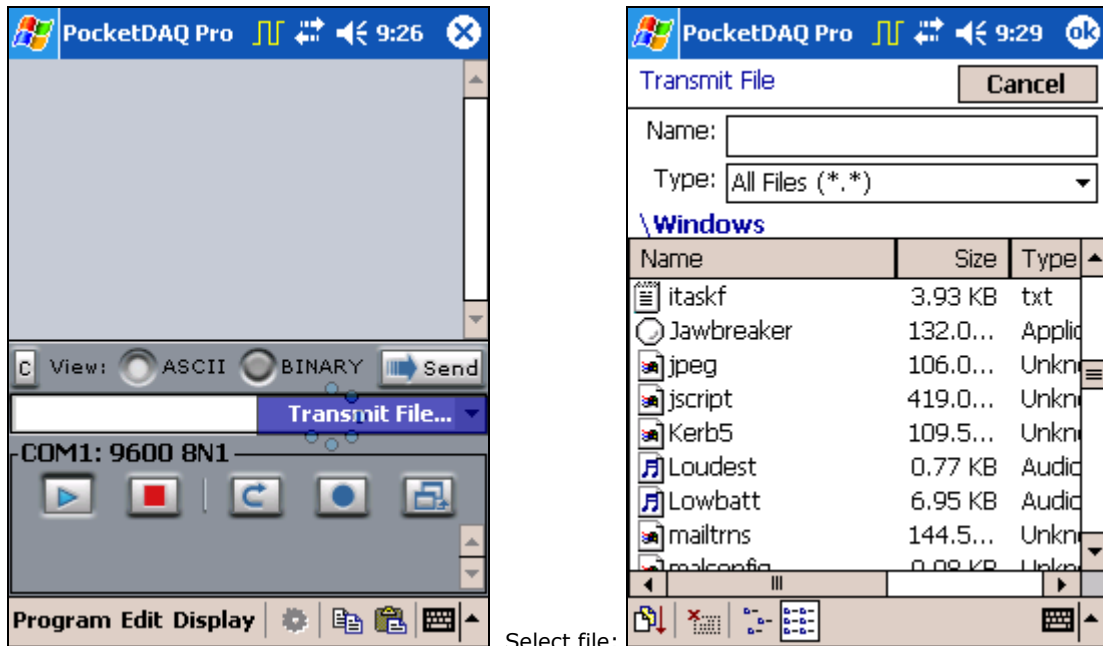 PocketDAQ Pro 9:26
C View: ASCII BINARY Send
Transmit File...
COM1: 9600 8N1
Program Edit Display
Select file:
PocketDAQ Pro 9:29 ok
Transmit File Cancel
Name:
Type: All Files (*.*)
\Windows
Name Size Type
itaskf 3.93 KB txt
Jawbreaker 132.0... Applic
jpeg 106.0... Unkn
jscript 419.0... Unkn
Kerb5 109.5... Unkn
Loudest 0.77 KB Audio
Lowbatt 6.95 KB Audio
mailtrns 144.5... Unkn